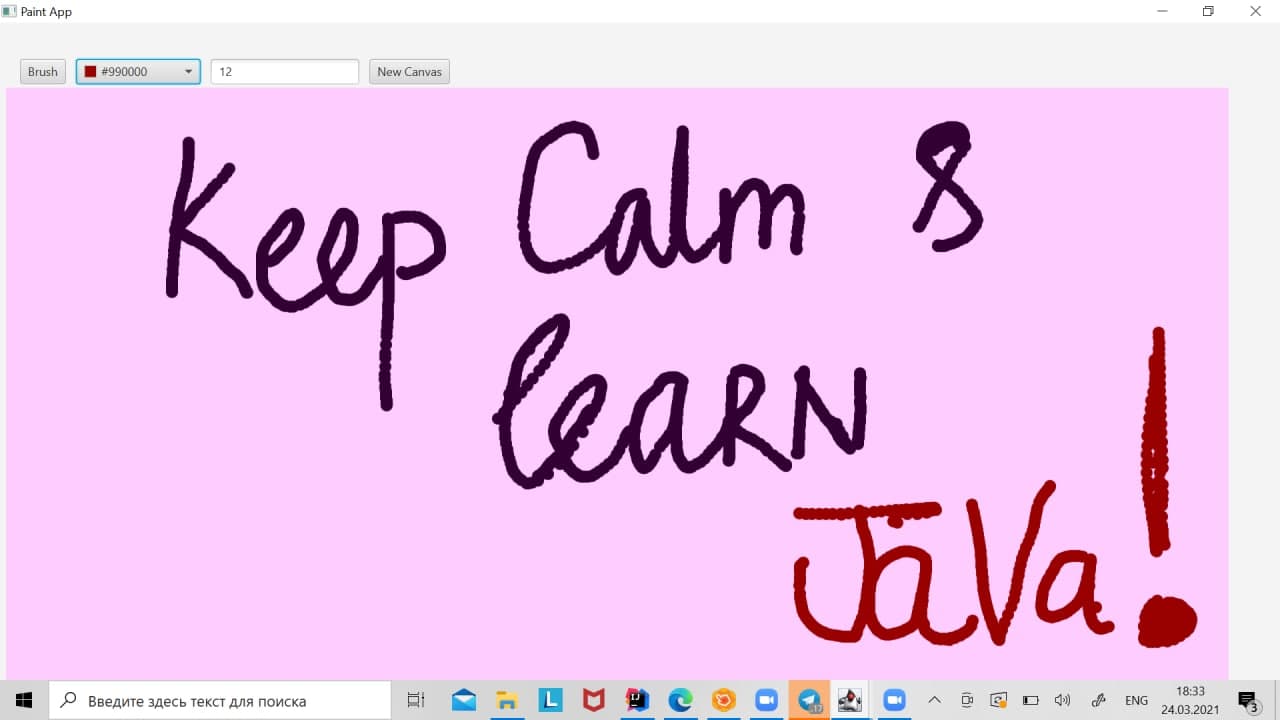 Paint App
Brush #990000 12 New Canvas
Keep Calm &
leaRN
JaVa!
Введите здесь текст для поиска
L
IJ
17
ENG
18:33
24.03.2021
3